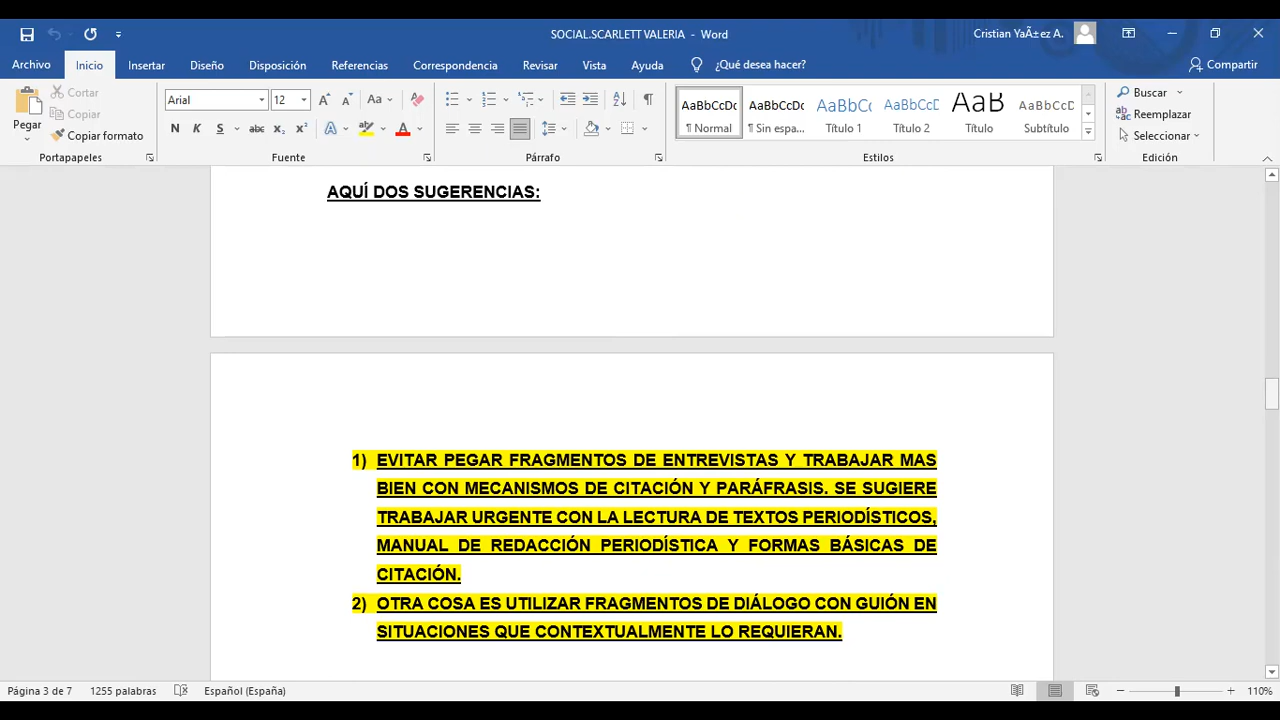 SOCIAL.SCARLETT VALERIA - Word
Cristian YaÃ±ez A.
Archivo Inicio Insertar Diseño Disposición Referencias Correspondencia Revisar Vista Ayuda ¿Qué desea hacer? Compartir
Pegar
Cortar
Copiar
Copiar formato
Portapapeles
Arial 12
N K S abc x₂ x²
Fuente
Párrafo
AaBbCcDc AaBbCcDc AaBbCc AaBbCcD AaB AaBbCcD
¶ Normal ¶ Sin espa... Título 1 Título 2 Título Subtítulo
Estilos
Buscar
Reemplazar
Seleccionar
Edición
AQUÍ DOS SUGERENCIAS:
1) EVITAR PEGAR FRAGMENTOS DE ENTREVISTAS Y TRABAJAR MAS
BIEN CON MECANISMOS DE CITACIÓN Y PARÁFRASIS. SE SUGIERE
TRABAJAR URGENTE CON LA LECTURA DE TEXTOS PERIODÍSTICOS,
MANUAL DE REDACCIÓN PERIODÍSTICA Y FORMAS BÁSICAS DE
CITACIÓN.
2) OTRA COSA ES UTILIZAR FRAGMENTOS DE DIÁLOGO CON GUIÓN EN
SITUACIONES QUE CONTEXTUALMENTE LO REQUIERAN.
Página 3 de 7 1255 palabras Español (España) 110%